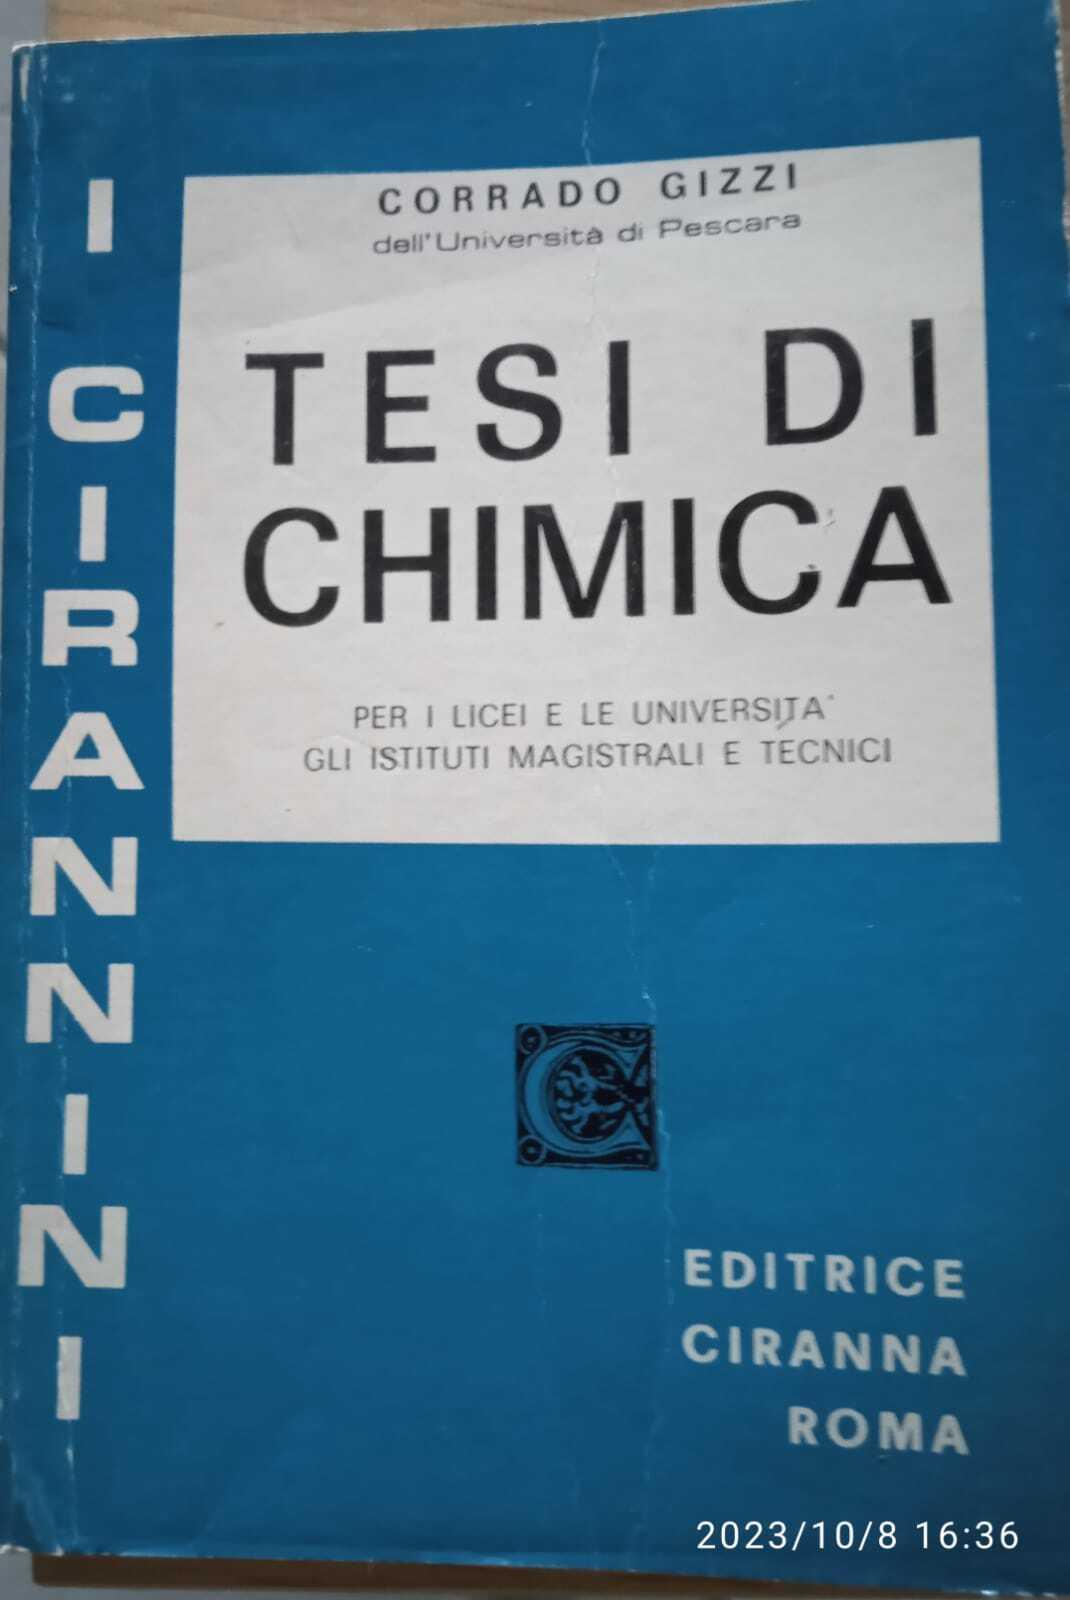 I CIRANNINI
CORRADO GIZZI
dell'Università di Pescara
TESI DI
CHIMICA
PER I LICEI E LE UNIVERSITA'
GLI ISTITUTI MAGISTRALI E TECNICI
C
EDITRICE
CIRANNA
ROMA
2023/10/8 16:36